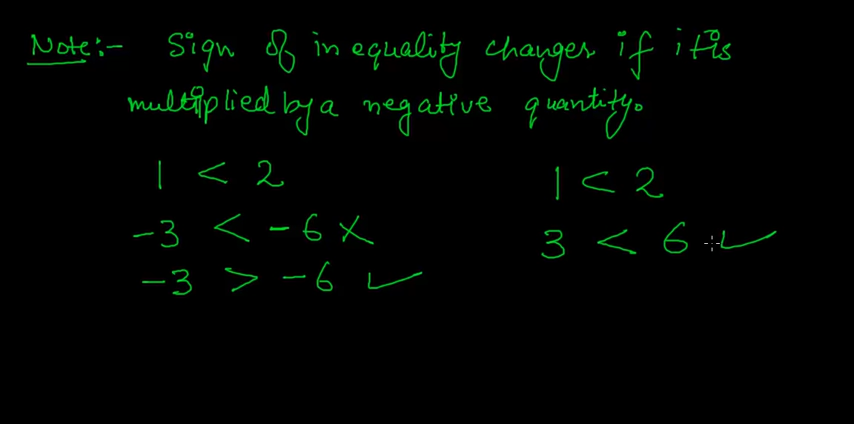 Note:- Sign of inequality changes if it is
multiplied by a negative quantity.
1 < 2
-3 < -6 ×
-3 > -6 ✓
1 < 2
3 < 6 ✓